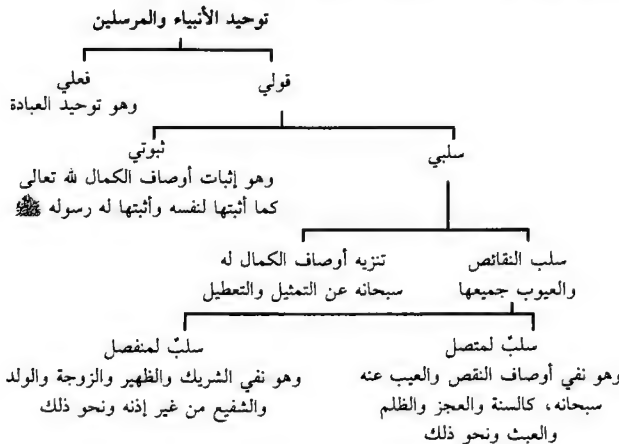 توحيد الأنبياء والمرسلين
قولي
فعلي
وهو توحيد العبادة
سلبي
ثبوتي
وهو إثبات أوصاف الكمال لله تعالى
كما أثبتها لنفسه وأثبتها له رسوله ﷺ
سلب النقائص
والعيوب جميعها
تنزيه أوصاف الكمال له
سبحانه عن التمثيل والتعطيل
سلبٌ لمتصل
وهو نفي أوصاف النقص والعيب عنه
سبحانه، كالسنة والعجز والظلم
والعبث ونحو ذلك
سلبٌ لمنفصل
وهو نفي الشريك والظهير والزوجة والولد
والشفيع من غير إذنه ونحو ذلك